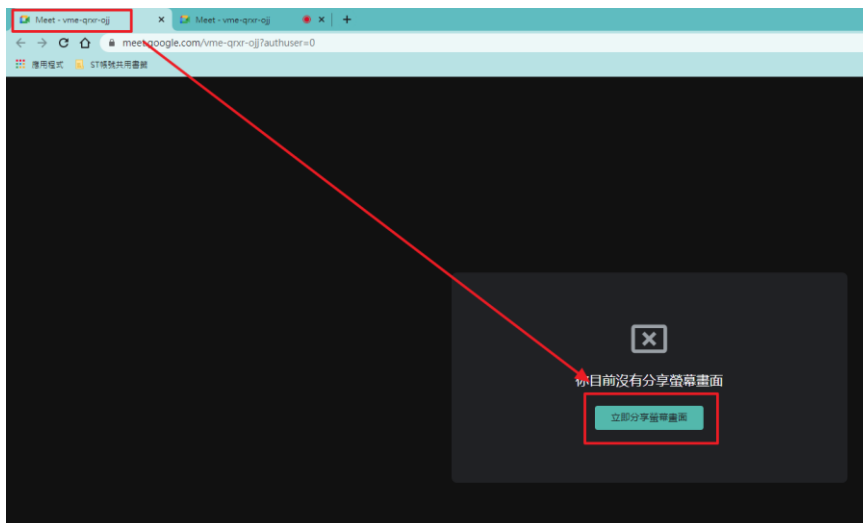 Meet - vme-qrxr-ojj
Meet - vme-qrxr-ojj
meet.google.com/vme-qrxr-ojj?authuser=0
應用程式
ST帳號共用書籤
你目前沒有分享螢幕畫面
立即分享螢幕畫面